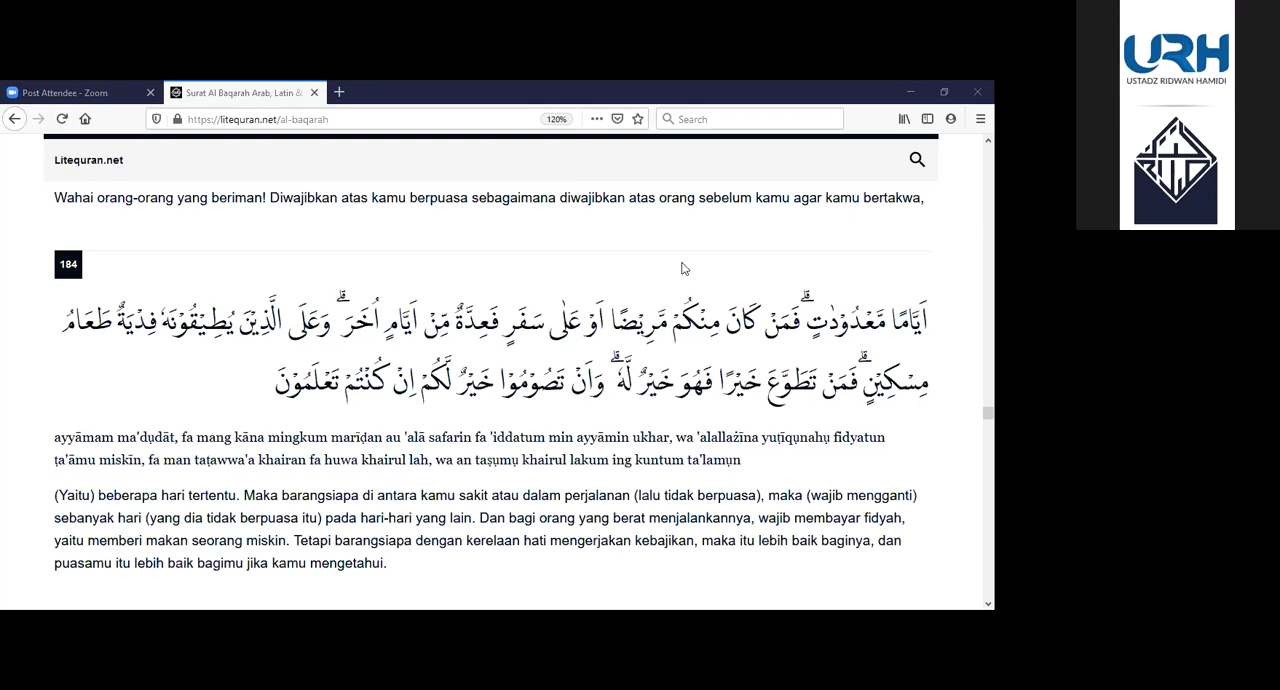 Post Attendee - Zoom
Surat Al Baqarah Arab, Latin &
https://litequran.net/al-baqarah
120%
Search
URH
USTADZ RIDWAN HAMIDI
Litequran.net
Wahai orang-orang yang beriman! Diwajibkan atas kamu berpuasa sebagaimana diwajibkan atas orang sebelum kamu agar kamu bertakwa,
184
اَيَّامًا مَّعْدُوْدٰتٍۗ فَمَنْ كَانَ مِنْكُمْ مَّرِيْضًا اَوْ عَلٰى سَفَرٍ فَعِدَّةٌ مِّنْ اَيَّامٍ اُخَرَ ۗوَعَلَى الَّذِيْنَ يُطِيْقُوْنَهٗ فِدْيَةٌ طَعَامُ
مِسْكِيْنٍۗ فَمَنْ تَطَوَّعَ خَيْرًا فَهُوَ خَيْرٌ لَّهٗ ۗ وَاَنْ تَصُوْمُوْا خَيْرٌ لَّكُمْ اِنْ كُنْتُمْ تَعْلَمُوْنَ
ayyāmam ma'dụdāt, fa mang kāna mingkum marīḍan au 'alā safarin fa 'iddatum min ayyāmin ukhar, wa 'alallażīna yuṭīqụnahụ fidyatun
ṭa'āmu miskīn, fa man taṭawwa'a khairan fa huwa khairul lah, wa an taṣụmụ khairul lakum ing kuntum ta'lamụn
(Yaitu) beberapa hari tertentu. Maka barangsiapa di antara kamu sakit atau dalam perjalanan (lalu tidak berpuasa), maka (wajib mengganti)
sebanyak hari (yang dia tidak berpuasa itu) pada hari-hari yang lain. Dan bagi orang yang berat menjalankannya, wajib membayar fidyah,
yaitu memberi makan seorang miskin. Tetapi barangsiapa dengan kerelaan hati mengerjakan kebajikan, maka itu lebih baik baginya, dan
puasamu itu lebih baik bagimu jika kamu mengetahui.